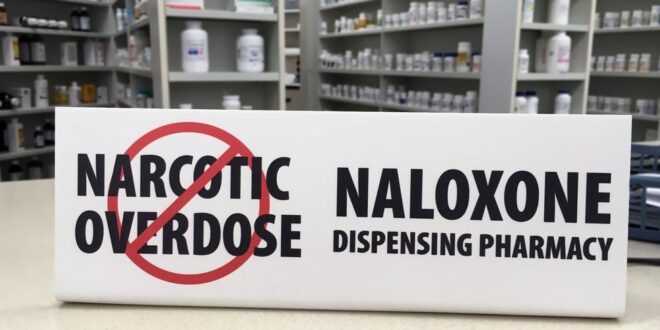 NARCOTIC
OVERDOSE
NALOXONE
DISPENSING PHARMACY